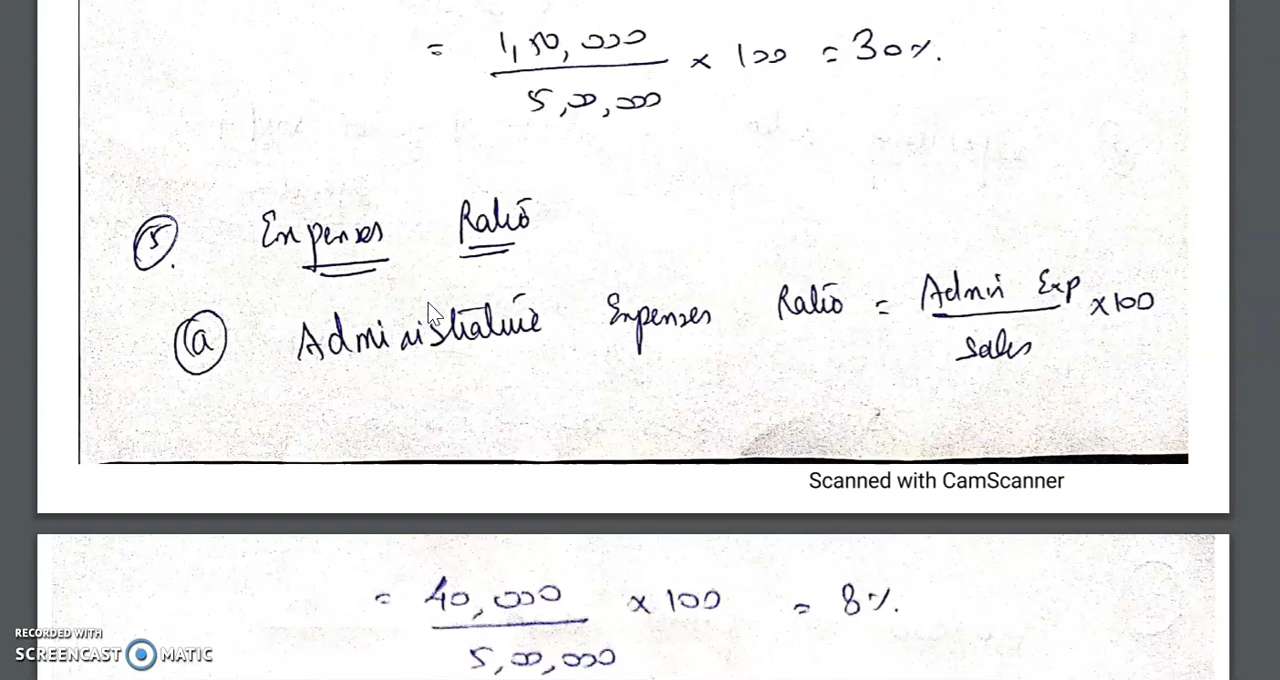 = 1,50,000 / 5,00,000 × 100 = 30%.
5. Expenses Ratio
a Administrative Expenses Ratio = Admin Exp / Sales × 100
Scanned with CamScanner
= 40,000 / 5,00,000 × 100 = 8%.
RECORDED WITH
SCREENCAST MATIC